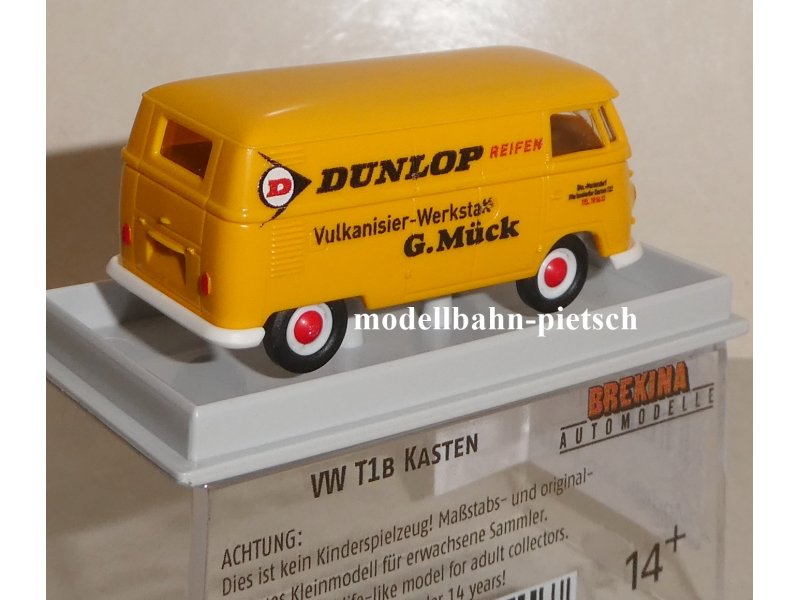 D DUNLOP REIFEN
Vulkanisier-Werksta
G.Mück
modellbahn-pietsch
BREKINA
AUTOMODELLE
VW T1B KASTEN
ACHTUNG:
Dies ist kein Kinderspielzeug! Maßstabs- und original-
Kleinmodell für erwachsene Sammler.
life-like model for adult collectors.
14 years!
14+